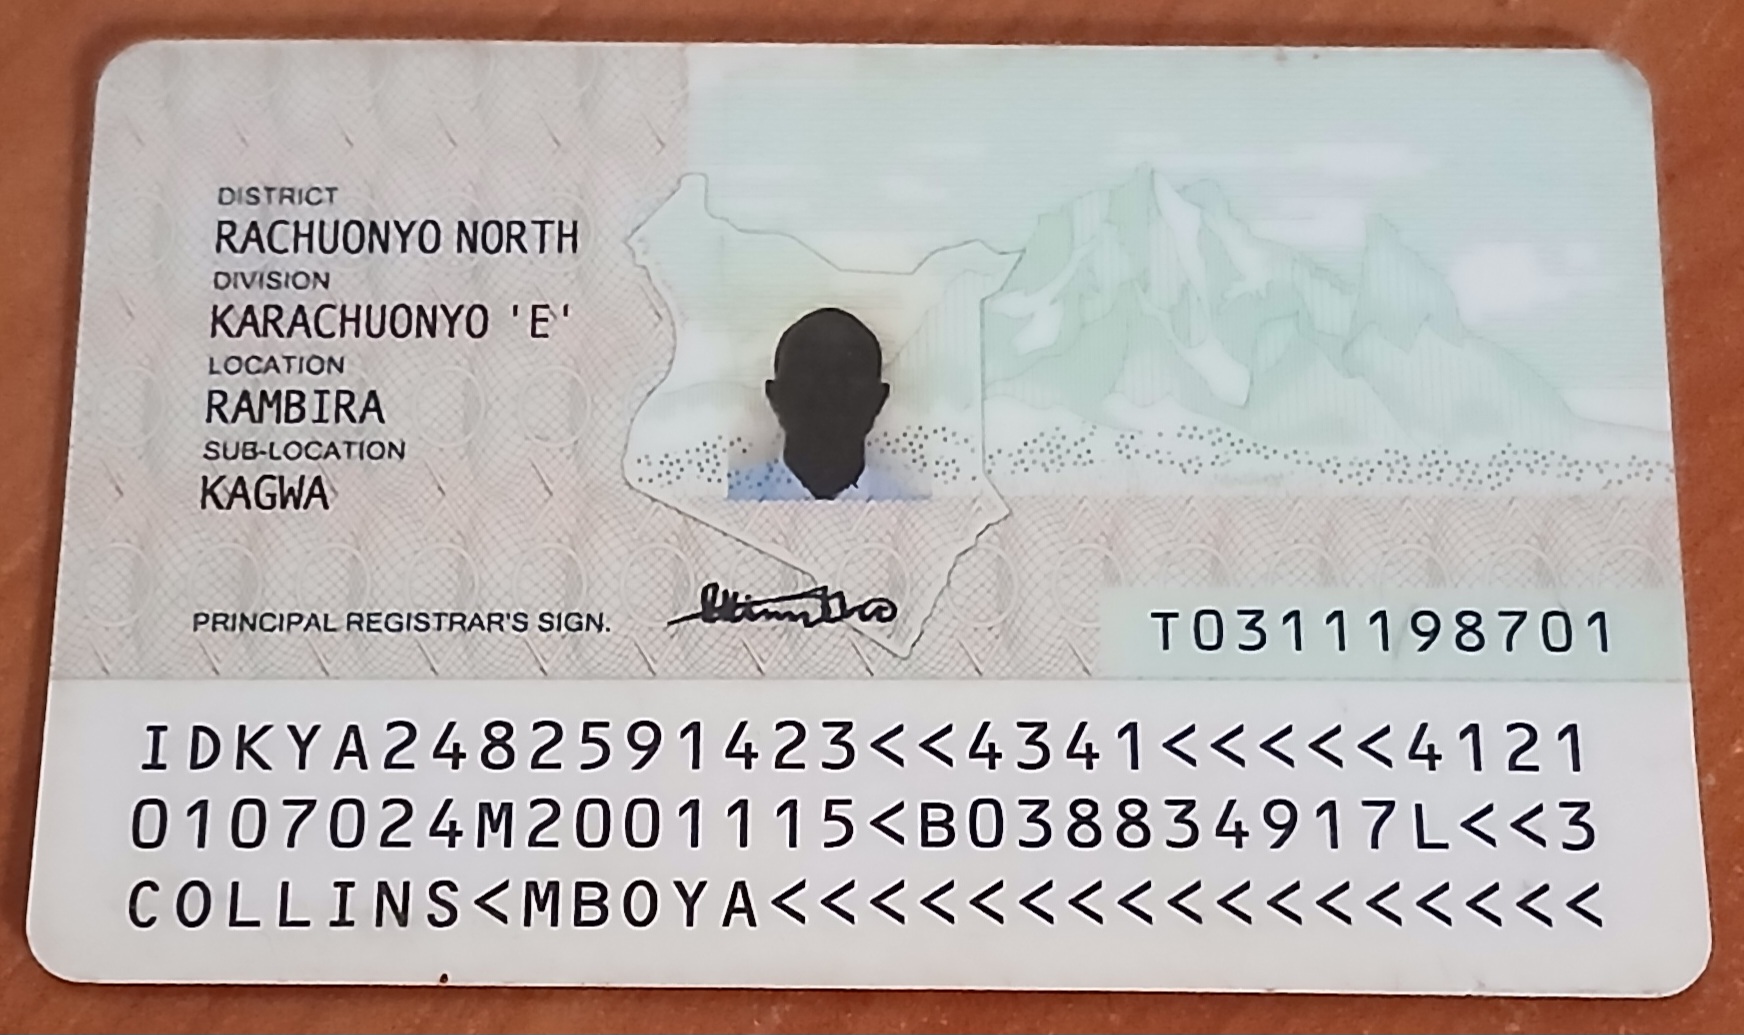 DISTRICT
RACHUONYO NORTH
DIVISION
KARACHUONYO 'E'
LOCATION
RAMBIRA
SUB-LOCATION
KAGWA
PRINCIPAL REGISTRAR'S SIGN.
T0311198701
IDKYA2482591423<<4341<<<<<4121
0107024M2001115<B038834917L<<3
COLLINS<MBOYA<<<<<<<<<<<<<<<<<